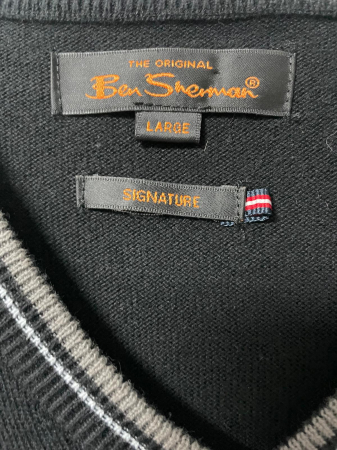 THE ORIGINAL
Ben Sherman®
LARGE
SIGNATURE